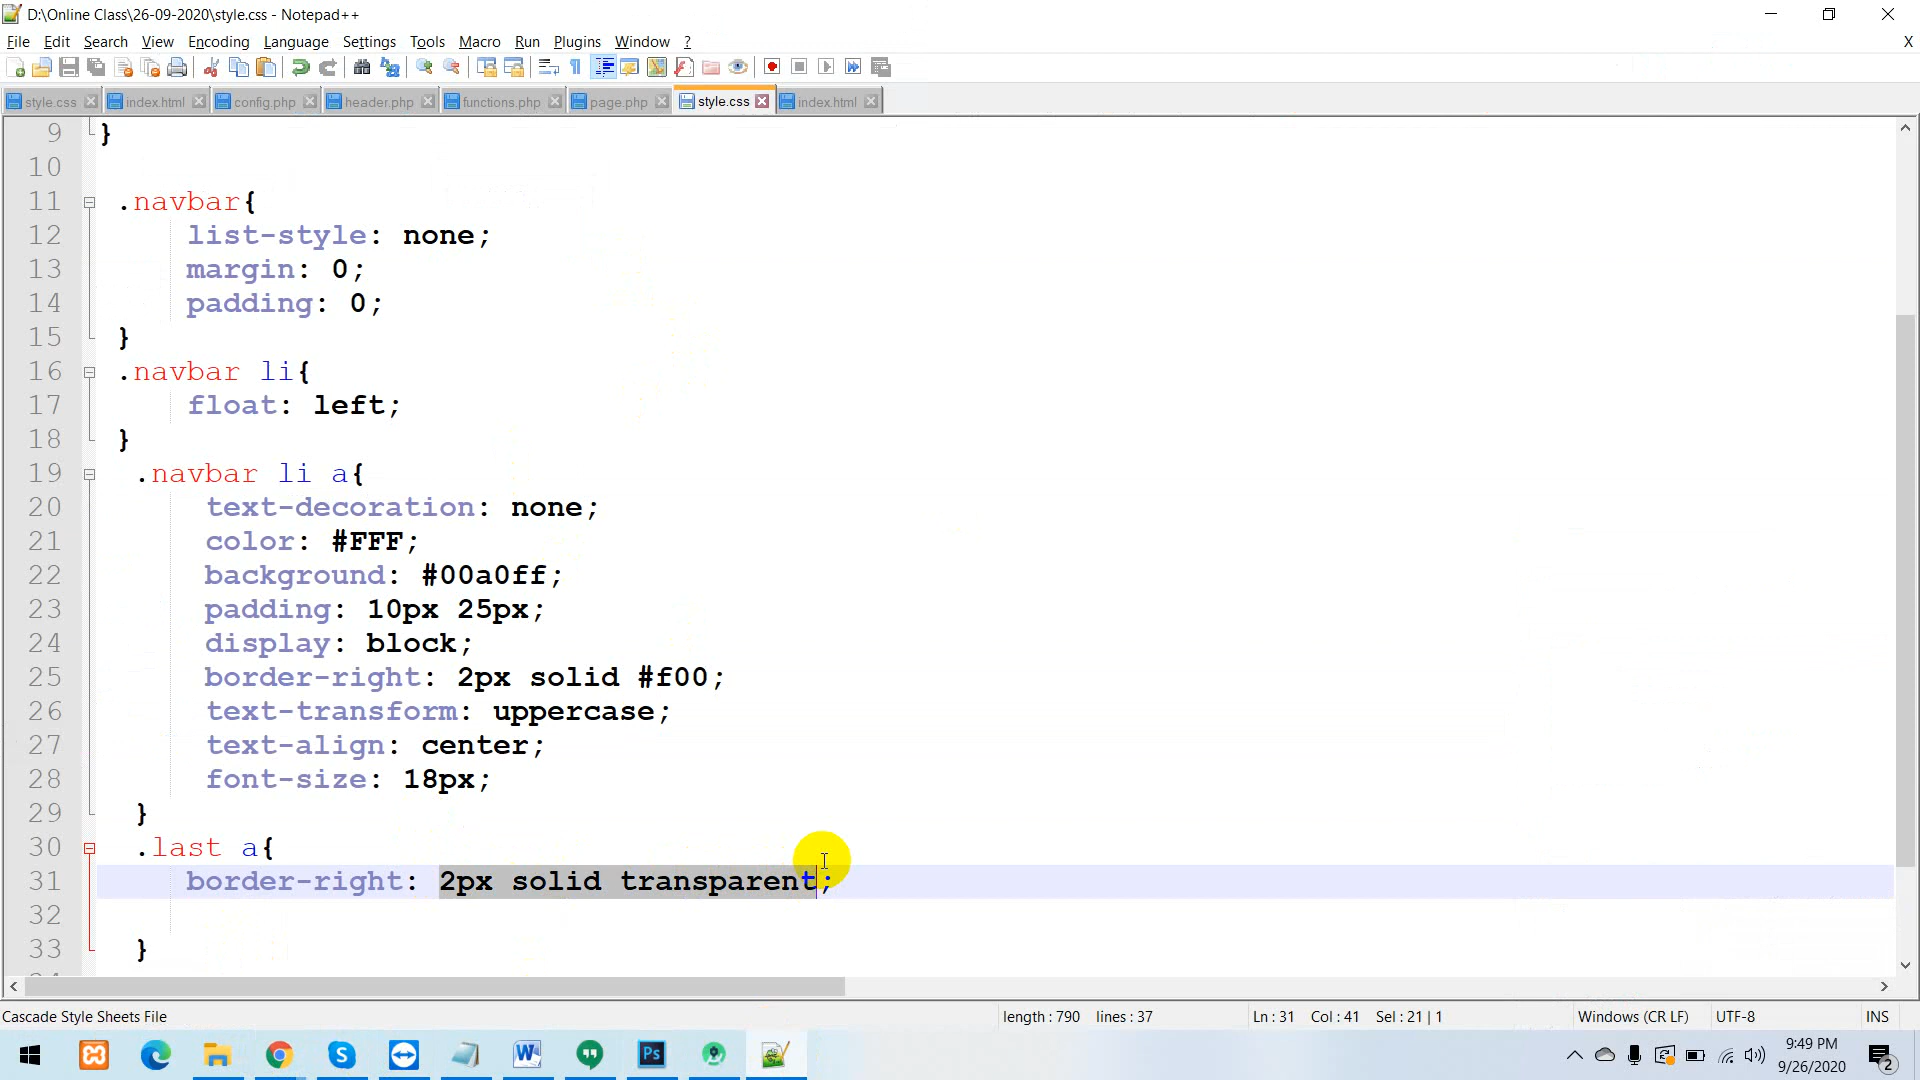 D:\Online Class\26-09-2020\style.css - Notepad++
File Edit Search View Encoding Language Settings Tools Macro Run Plugins Window ? X
style.css index.html config.php header.php functions.php page.php style.css index.html
9 }
10
11 .navbar{
12 list-style: none;
13 margin: 0;
14 padding: 0;
15 }
16 .navbar li{
17 float: left;
18 }
19 .navbar li a{
20 text-decoration: none;
21 color: #FFF;
22 background: #00a0ff;
23 padding: 10px 25px;
24 display: block;
25 border-right: 2px solid #f00;
26 text-transform: uppercase;
27 text-align: center;
28 font-size: 18px;
29 }
30 .last a{
31 border-right: 2px solid transparent;
32
33 }
Cascade Style Sheets File length : 790 lines : 37 Ln : 31 Col : 41 Sel : 21 | 1 Windows (CR LF) UTF-8 INS
9:49 PM
9/26/2020
2